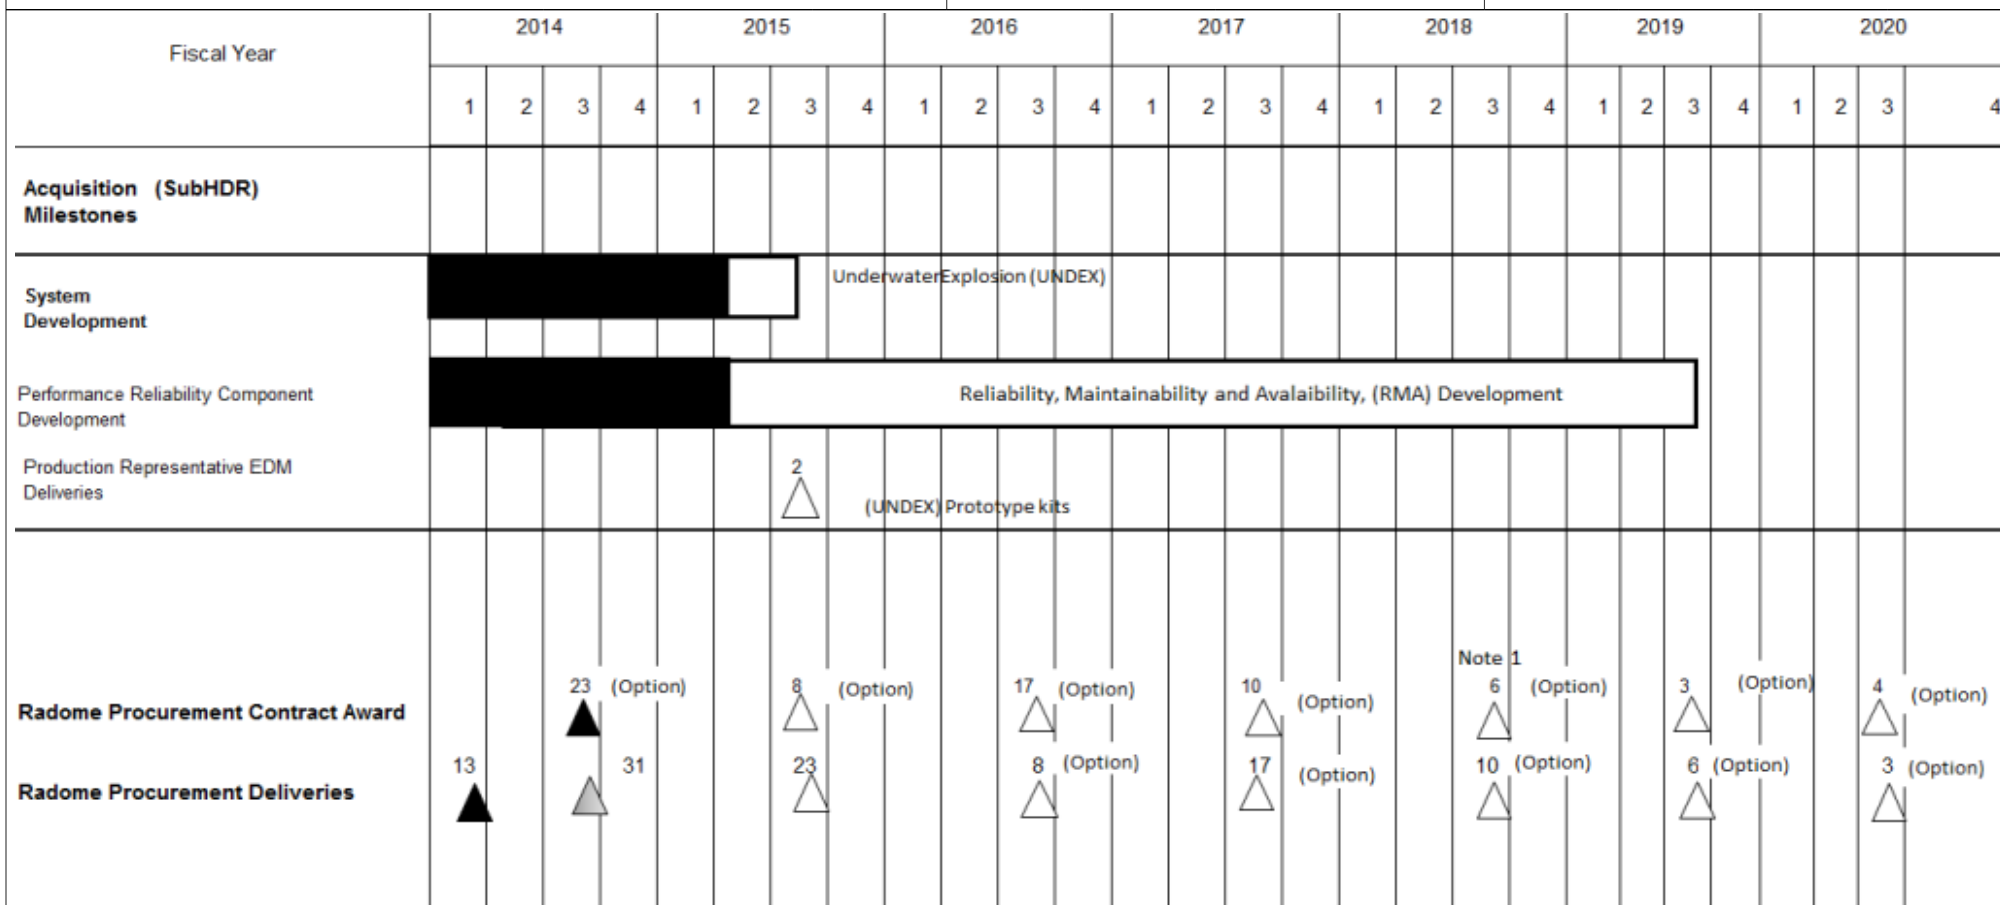 Fiscal Year
2014 2015 2016 2017 2018 2019 2020
1 2 3 4 1 2 3 4 1 2 3 4 1 2 3 4 1 2 3 4 1 2 3 4 1 2 3 4
Acquisition (SubHDR)
Milestones
System
Development
UnderwaterExplosion (UNDEX)
Performance Reliability Component
Development
Reliability, Maintainability and Avalaibility, (RMA) Development
Production Representative EDM
Deliveries
2
(UNDEX) Prototype kits
Note 1
Radome Procurement Contract Award
23 (Option) 8 (Option) 17 (Option) 10 (Option) 6 (Option) 3 (Option) 4 (Option)
Radome Procurement Deliveries
13 31 23 8 (Option) 17 (Option) 10 (Option) 6 (Option) 3 (Option)